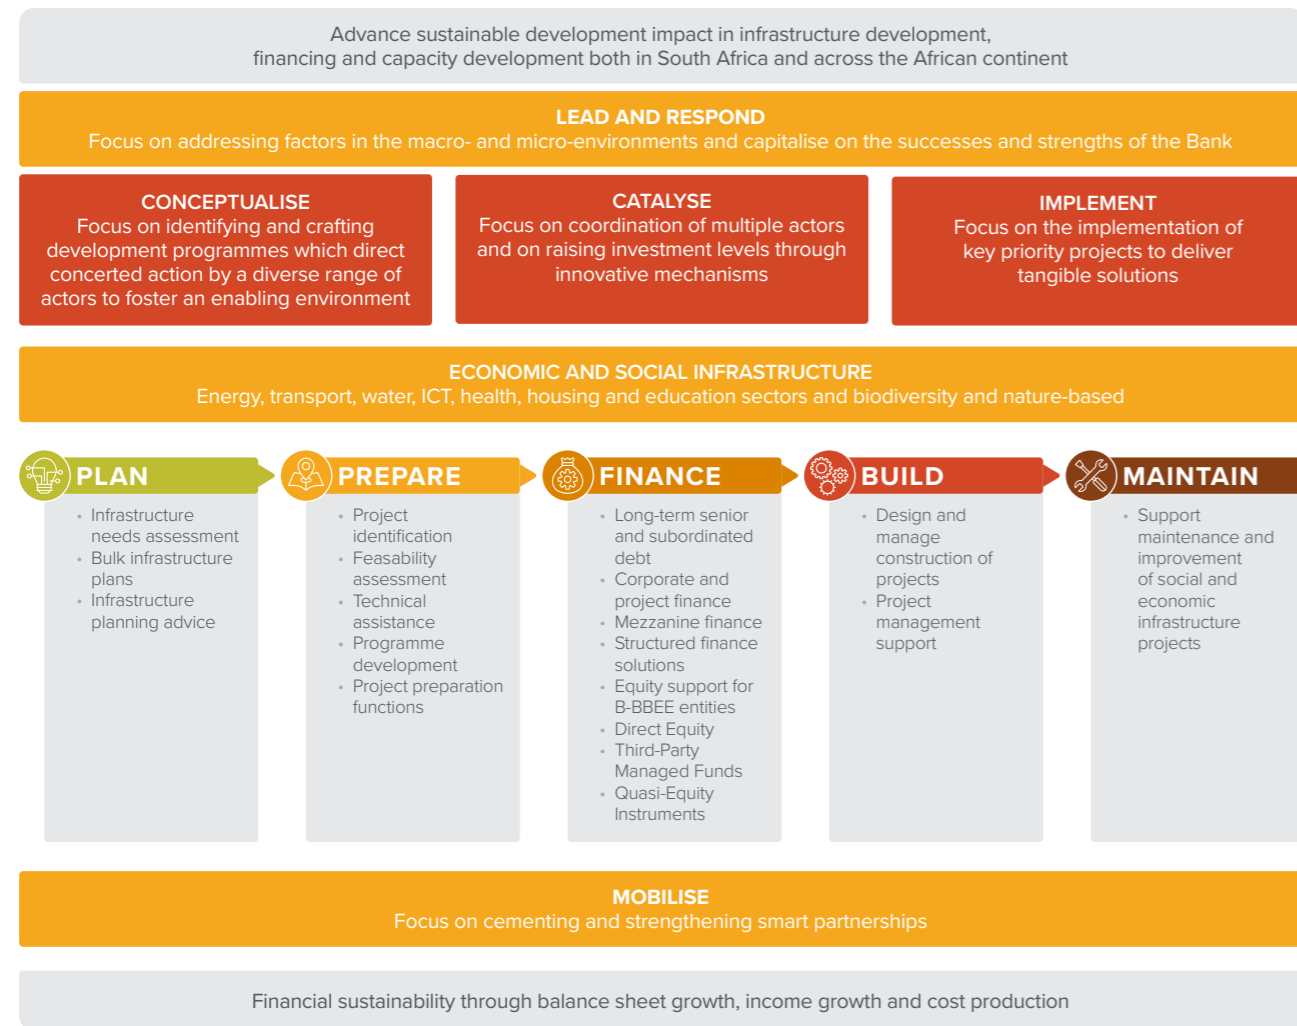 Advance sustainable development impact in infrastructure development,
financing and capacity development both in South Africa and across the African continent
LEAD AND RESPOND
Focus on addressing factors in the macro- and micro-environments and capitalise on the successes and strengths of the Bank
CONCEPTUALISE
Focus on identifying and crafting
development programmes which direct
concerted action by a diverse range of
actors to foster an enabling environment
CATALYSE
Focus on coordination of multiple actors
and on raising investment levels through
innovative mechanisms
IMPLEMENT
Focus on the implementation of
key priority projects to deliver
tangible solutions
ECONOMIC AND SOCIAL INFRASTRUCTURE
Energy, transport, water, ICT, health, housing and education sectors and biodiversity and nature-based
PLAN
• Infrastructure
needs assessment
• Bulk infrastructure
plans
• Infrastructure
planning advice
PREPARE
• Project
identification
• Feasability
assessment
• Technical
assistance
• Programme
development
• Project preparation
functions
FINANCE
• Long-term senior
and subordinated
debt
• Corporate and
project finance
• Mezzanine finance
• Structured finance
solutions
• Equity support for
B-BBEE entities
• Direct Equity
• Third-Party
Managed Funds
• Quasi-Equity
Instruments
BUILD
• Design and
manage
construction of
projects
• Project
management
support
MAINTAIN
• Support
maintenance and
improvement
of social and
economic
infrastructure
projects
MOBILISE
Focus on cementing and strengthening smart partnerships
Financial sustainability through balance sheet growth, income growth and cost production